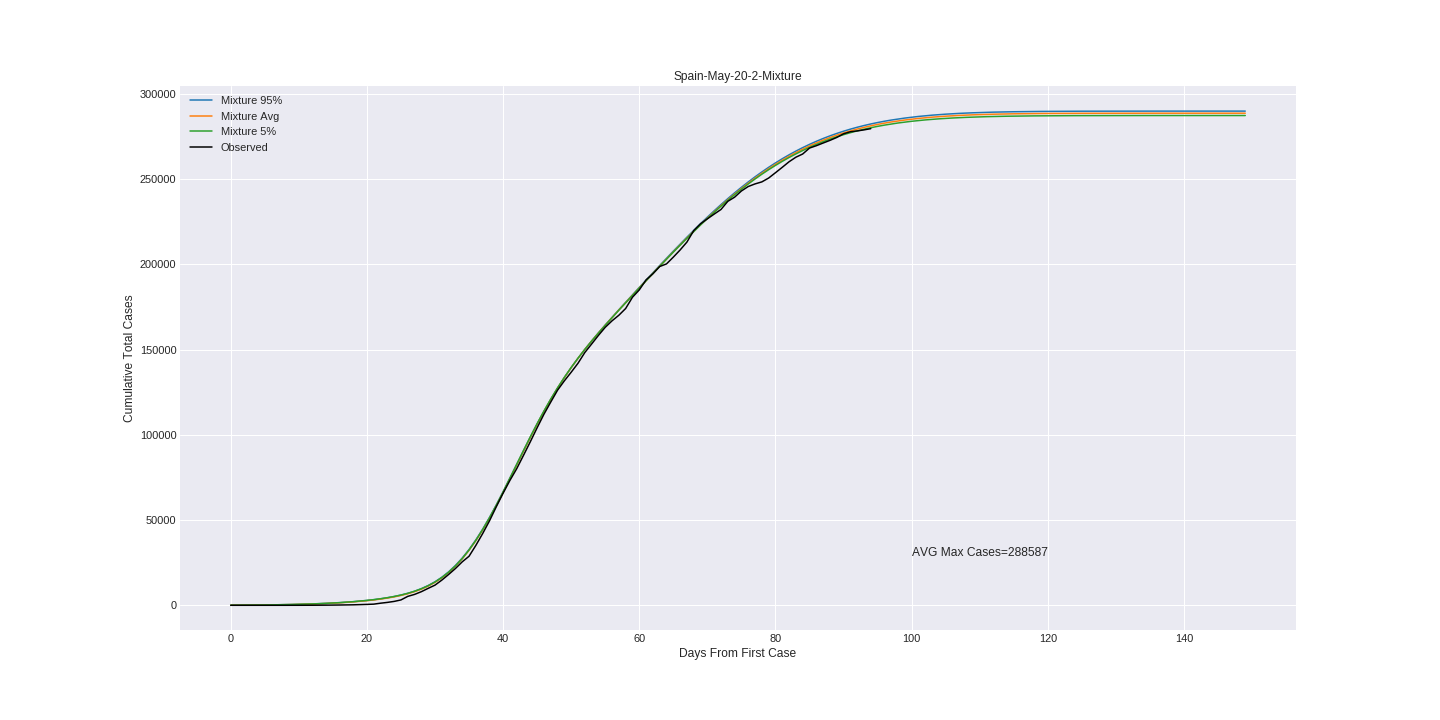 Spain-May-20-2-Mixture
Mixture 95%
Mixture Avg
Mixture 5%
Observed
300000
250000
200000
150000
100000
50000
0
Cumulative Total Cases
AVG Max Cases=288587
0 20 40 60 80 100 120 140
Days From First Case